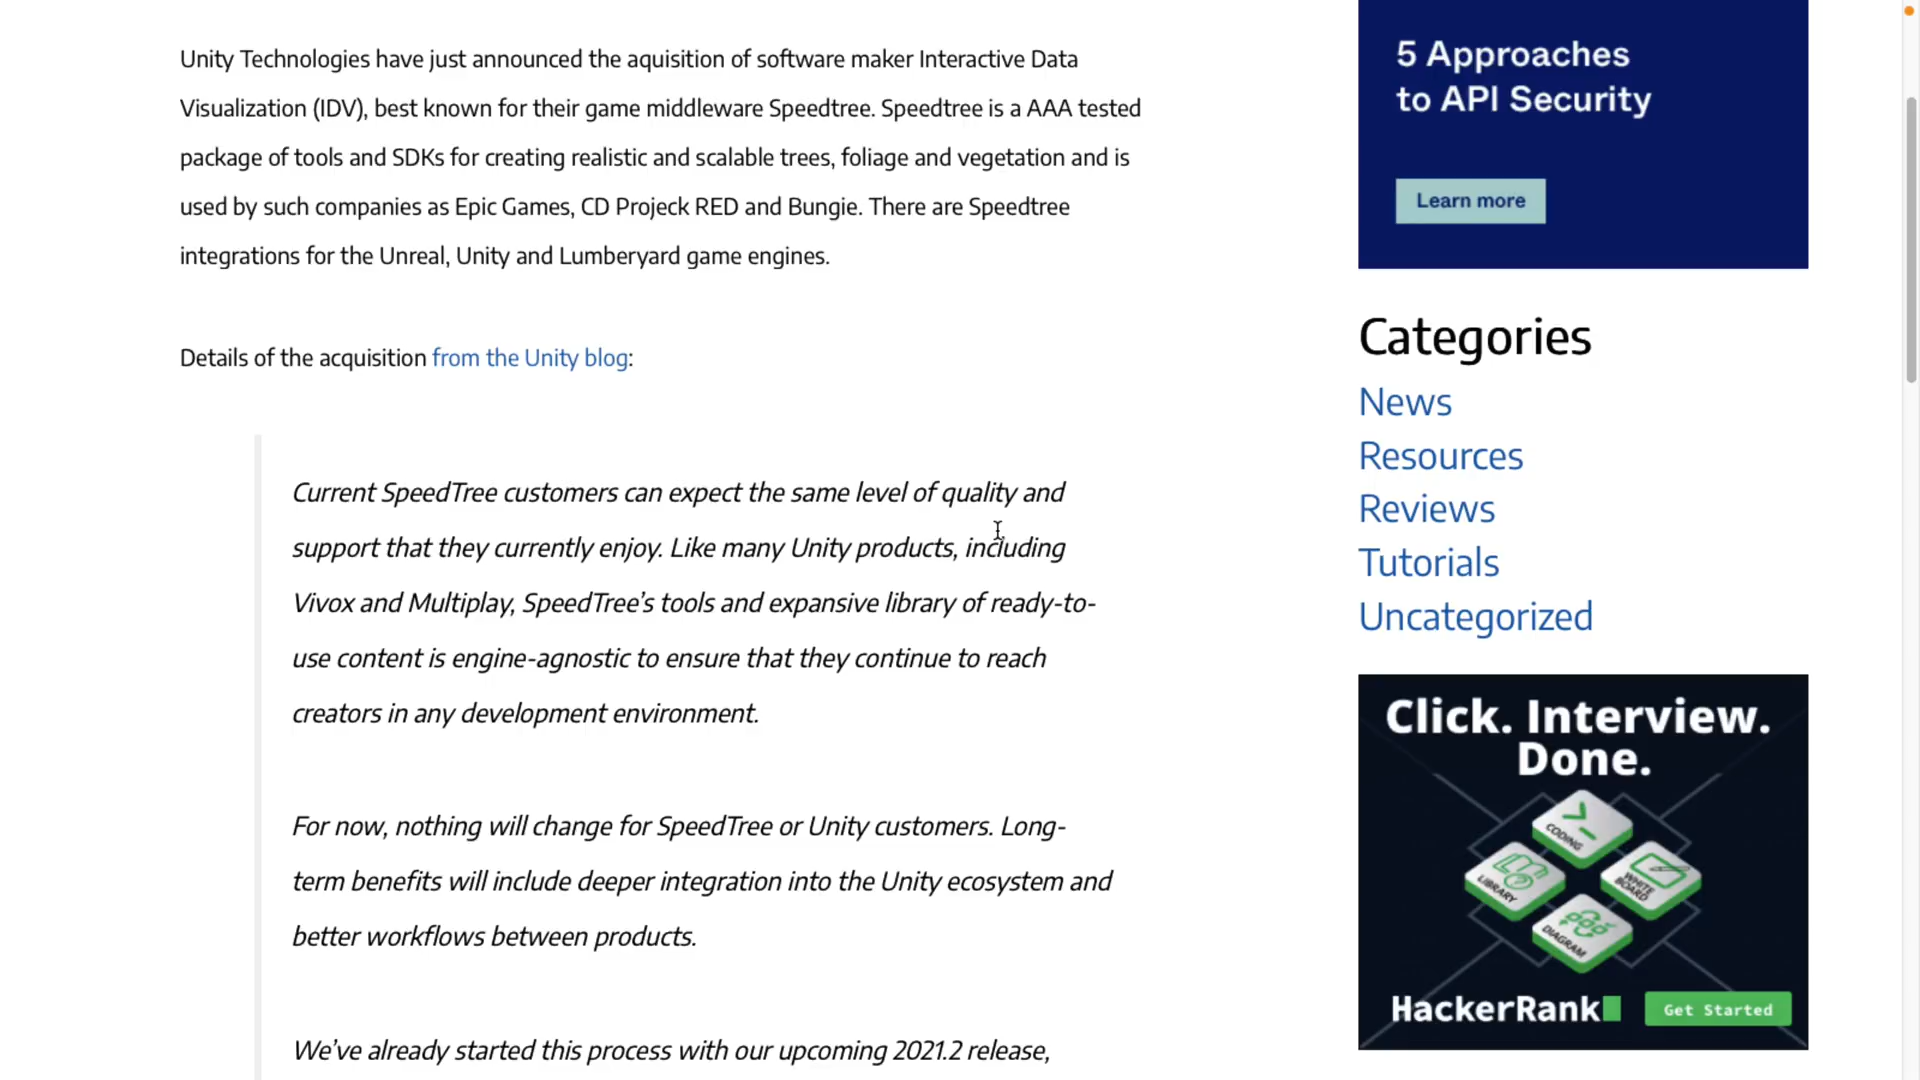 Unity Technologies have just announced the aquisition of software maker Interactive Data
Visualization (IDV), best known for their game middleware Speedtree. Speedtree is a AAA tested
package of tools and SDKs for creating realistic and scalable trees, foliage and vegetation and is
used by such companies as Epic Games, CD Projeck RED and Bungie. There are Speedtree
integrations for the Unreal, Unity and Lumberyard game engines.
Details of the acquisition from the Unity blog:
Current SpeedTree customers can expect the same level of quality and
support that they currently enjoy. Like many Unity products, including
Vivox and Multiplay, SpeedTree’s tools and expansive library of ready-to-
use content is engine-agnostic to ensure that they continue to reach
creators in any development environment.
For now, nothing will change for SpeedTree or Unity customers. Long-
term benefits will include deeper integration into the Unity ecosystem and
better workflows between products.
We’ve already started this process with our upcoming 2021.2 release,
5 Approaches
to API Security
Learn more
Categories
News
Resources
Reviews
Tutorials
Uncategorized
Click. Interview.
Done.
CODING
LIBRARY
WHITE
BOARD
DIAGRAM
HackerRank
Get Started